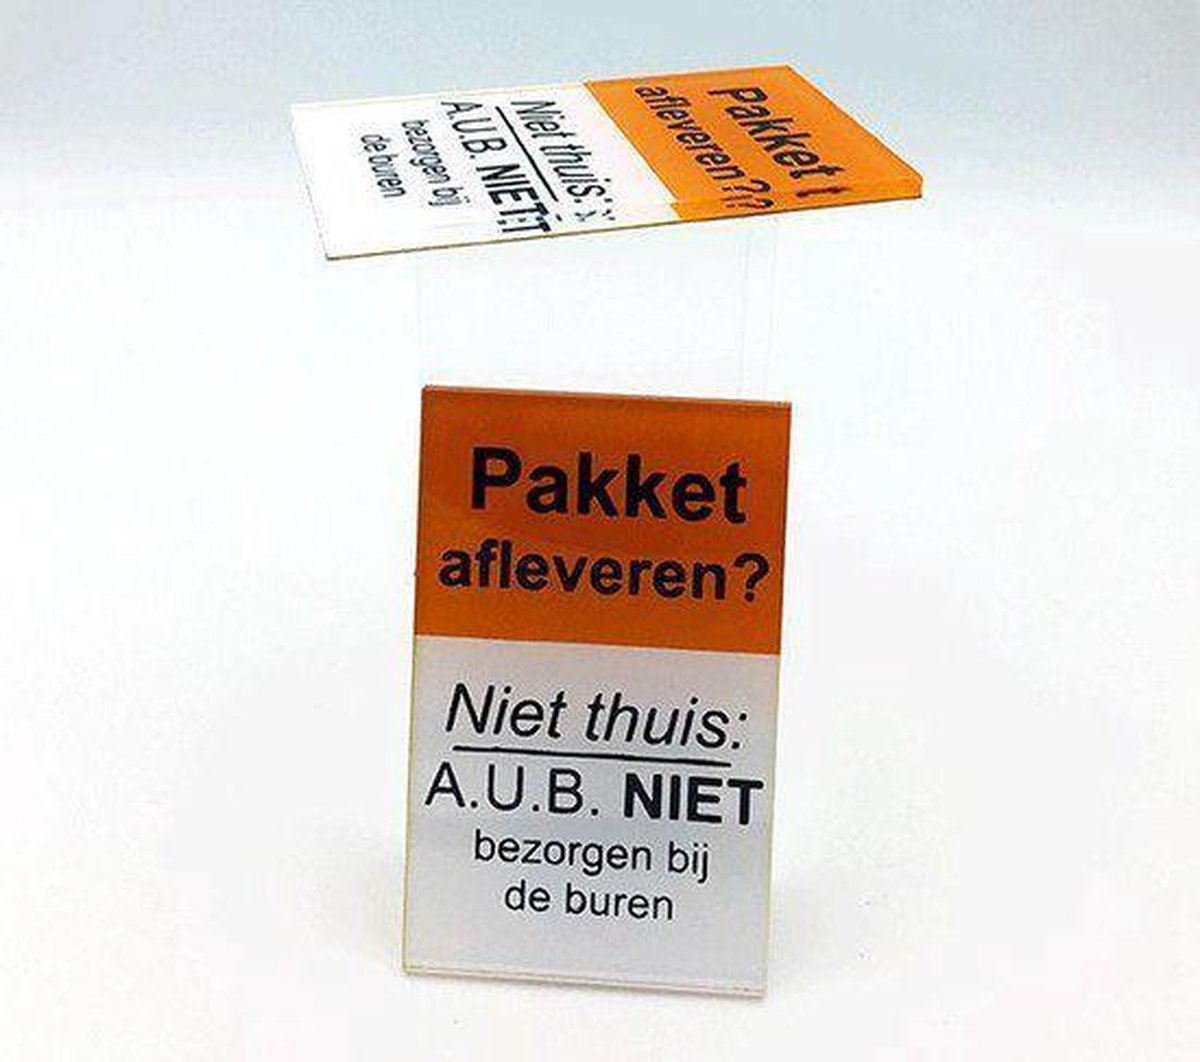 Pakket
afleveren?
Niet thuis:
A.U.B. NIET
bezorgen bij
de buren
Pakket
afleveren?
Niet thuis:
A.U.B. NIET
bezorgen bij
de buren